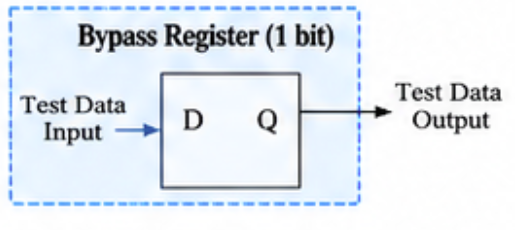 Bypass Register (1 bit)
Test Data
Input
D
Q
Test Data
Output